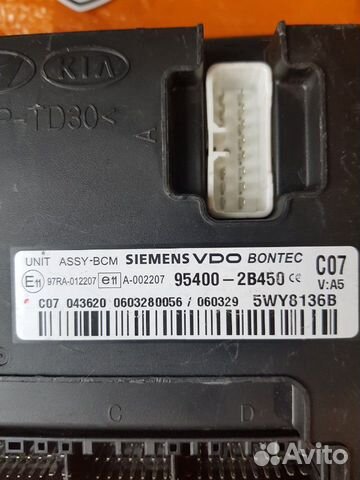 KIA
P-TD30<
A
UNIT ASSY-BCM SIEMENS VDO BONTEC
E11 97RA-012207 e11 A-002207 95400-2B450 CE C07
V:A5
C07 043620 0603280056 / 060329 5WY8136B
C D
Avito